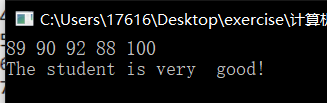 C:\Users\17616\Desktop\exercise\计算机
89 90 92 88 100
The student is very  good!